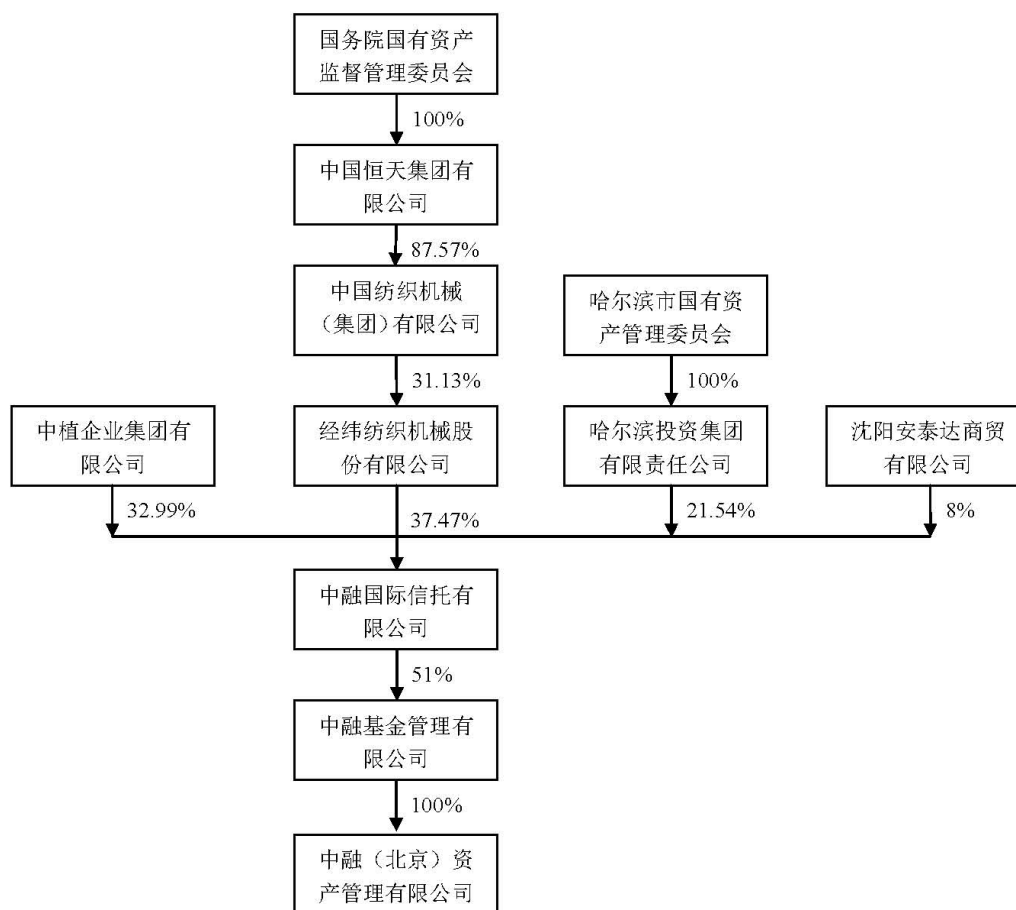 国务院国有资产
监督管理委员会
100%
中国恒天集团有
限公司
87.57%
中国纺织机械
（集团）有限公司
哈尔滨市国有资
产管理委员会
31.13%
100%
中植企业集团有
限公司
经纬纺织机械股
份有限公司
哈尔滨投资集团
有限责任公司
沈阳安泰达商贸
有限公司
32.99%
37.47%
21.54%
8%
中融国际信托有
限公司
51%
中融基金管理有
限公司
100%
中融（北京）资
产管理有限公司